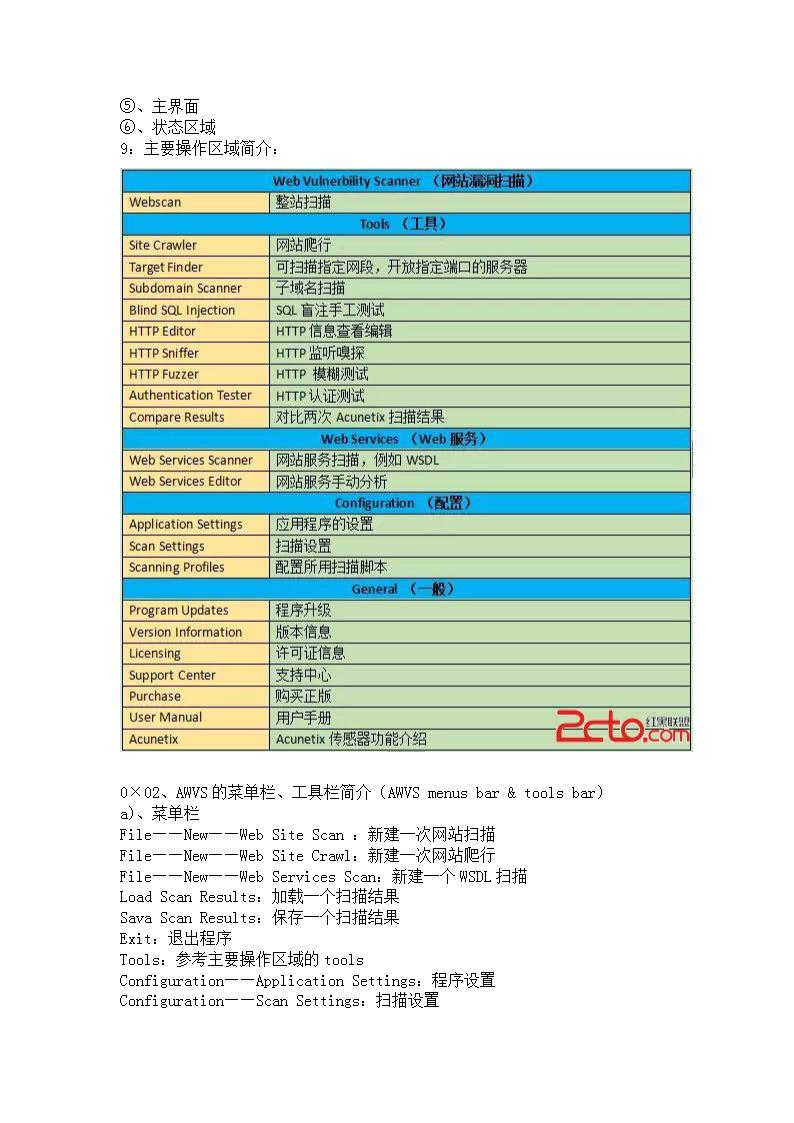 ⑤、主界面
⑥、状态区域
9：主要操作区域简介：
Web Vulnerbility Scanner （网站漏洞扫描）
Webscan 整站扫描
Tools （工具）
Site Crawler 网站爬行
Target Finder 可扫描指定网段，开放指定端口的服务器
Subdomain Scanner 子域名扫描
Blind SQL Injection SQL 盲注手工测试
HTTP Editor HTTP 信息查看编辑
HTTP Sniffer HTTP 监听嗅探
HTTP Fuzzer HTTP 模糊测试
Authentication Tester HTTP 认证测试
Compare Results 对比两次 Acunetix 扫描结果
Web Services （Web 服务）
Web Services Scanner 网站服务扫描，例如 WSDL
Web Services Editor 网站服务手动分析
Configuration （配置）
Application Settings 应用程序的设置
Scan Settings 扫描设置
Scanning Profiles 配置所用扫描脚本
General （一般）
Program Updates 程序升级
Version Information 版本信息
Licensing 许可证信息
Support Center 支持中心
Purchase 购买正版
User Manual 用户手册
Acunetix Acunetix 传感器功能介绍
2cto.com 红黑联盟
0×02、AWVS 的菜单栏、工具栏简介（AWVS menus bar & tools bar）
a)、菜单栏
File——New——Web Site Scan ：新建一次网站扫描
File——New——Web Site Crawl：新建一次网站爬行
File——New——Web Services Scan：新建一个 WSDL 扫描
Load Scan Results：加载一个扫描结果
Sava Scan Results：保存一个扫描结果
Exit：退出程序
Tools：参考主要操作区域的 tools
Configuration——Application Settings：程序设置
Configuration——Scan Settings：扫描设置